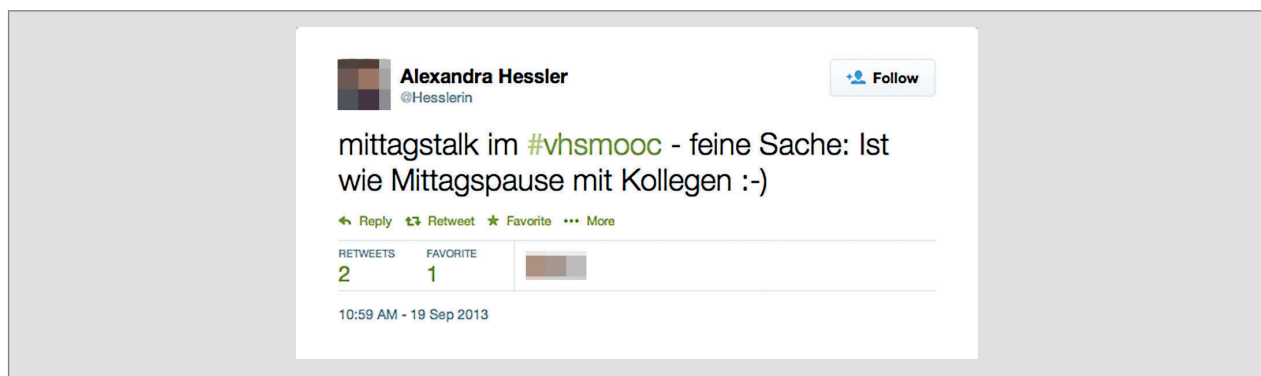 Alexandra Hessler
@Hesslerin
Follow
mittagstalk im #vhsmooc - feine Sache: Ist
wie Mittagspause mit Kollegen :-)
Reply Retweet Favorite More
RETWEETS FAVORITE
2 1
10:59 AM - 19 Sep 2013